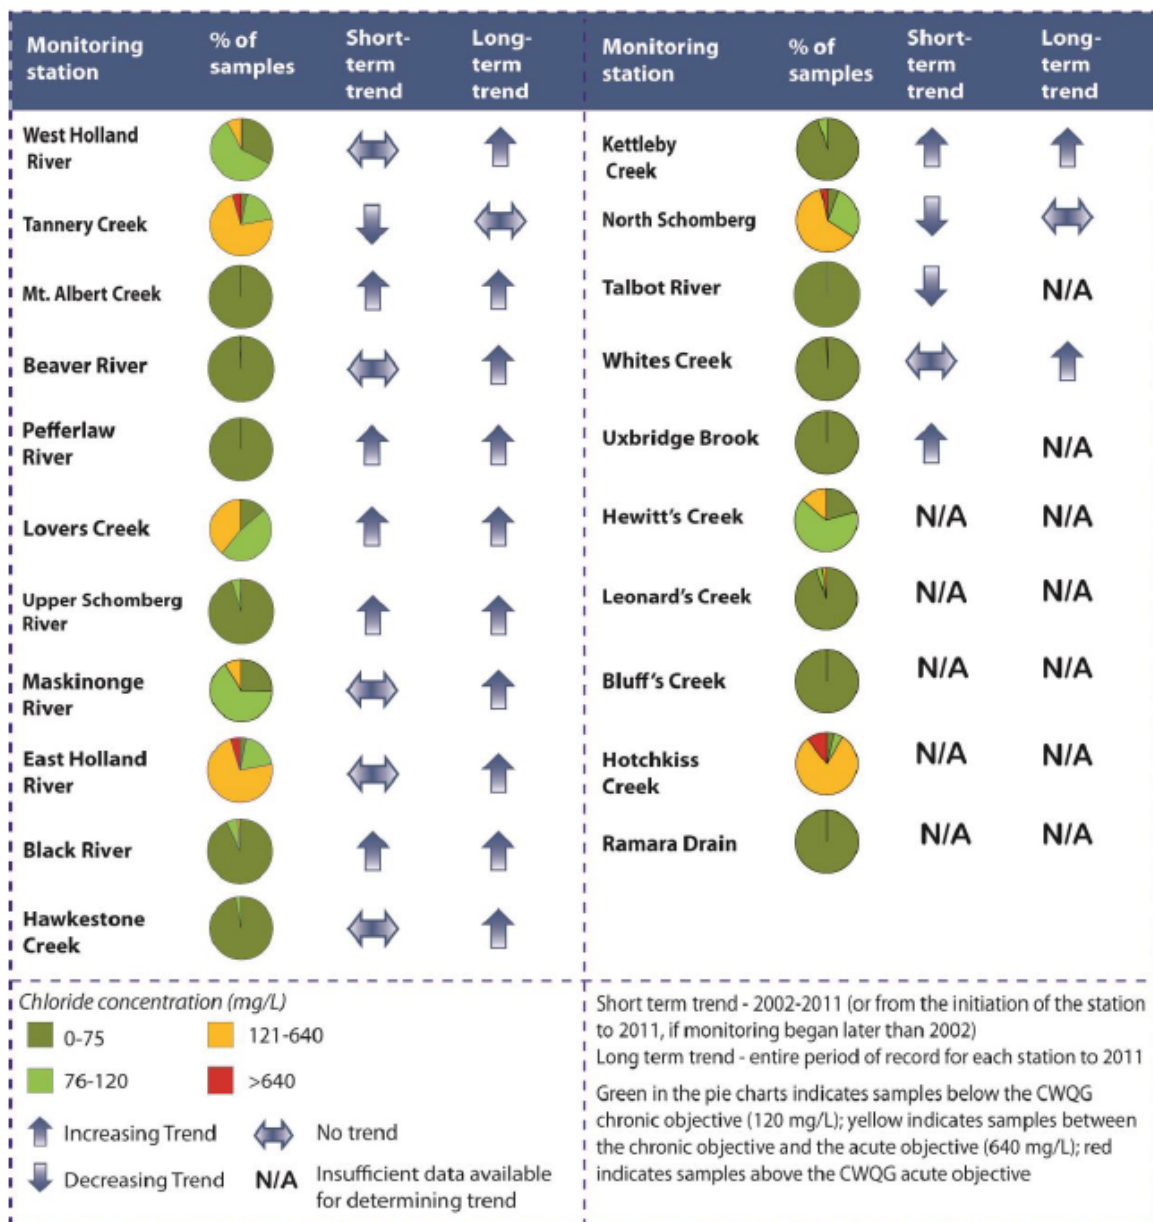 Monitoring station
% of samples
Short-term trend
Long-term trend
Monitoring station
% of samples
Short-term trend
Long-term trend
West Holland
River
Tannery Creek
Mt. Albert Creek
Beaver River
Pefferlaw
River
Lovers Creek
Upper Schomberg
River
Maskinonge
River
East Holland
River
Black River
Hawkestone
Creek
Kettleby
Creek
North Schomberg
Talbot River
N/A
Whites Creek
Uxbridge Brook
N/A
Hewitt's Creek
N/A
N/A
Leonard's Creek
N/A
N/A
Bluff's Creek
N/A
N/A
Hotchkiss
Creek
N/A
N/A
Ramara Drain
N/A
N/A
Chloride concentration (mg/L)
0-75
121-640
76-120
>640
Increasing Trend
No trend
Decreasing Trend
N/A
Insufficient data available
for determining trend
Short term trend - 2002-2011 (or from the initiation of the station
to 2011, if monitoring began later than 2002)
Long term trend - entire period of record for each station to 2011
Green in the pie charts indicates samples below the CWQG
chronic objective (120 mg/L); yellow indicates samples between
the chronic objective and the acute objective (640 mg/L); red
indicates samples above the CWQG acute objective